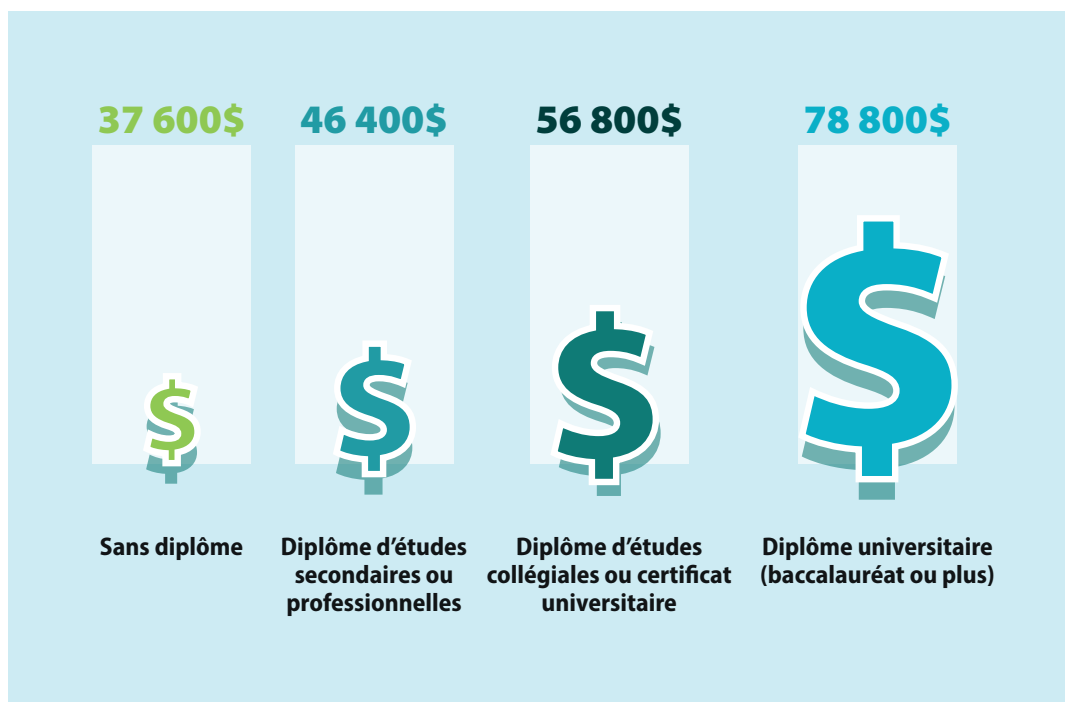 37 600$
46 400$
56 800$
78 800$
$
$
$
$
Sans diplôme
Diplôme d'études
secondaires ou
professionnelles
Diplôme d'études
collégiales ou certificat
universitaire
Diplôme universitaire
(baccalauréat ou plus)